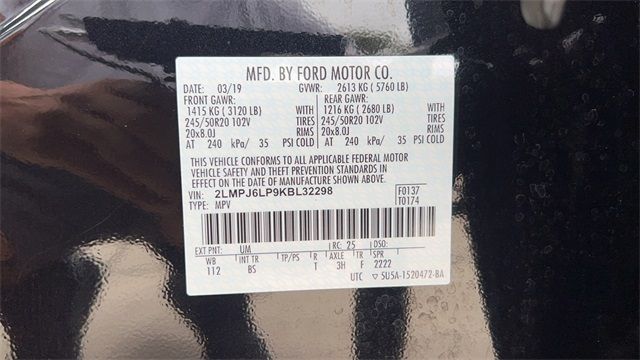 MFD. BY FORD MOTOR CO.
DATE: 03/19 GVWR: 2613 KG ( 5760 LB)
FRONT GAWR: REAR GAWR:
1415 KG ( 3120 LB) WITH 1216 KG ( 2680 LB) WITH
245/50R20 102V TIRES 245/50R20 102V TIRES
20x8.0J RIMS 20x8.0J RIMS
AT 240 kPa/ 35 PSI COLD AT 240 kPa/ 35 PSI COLD
THIS VEHICLE CONFORMS TO ALL APPLICABLE FEDERAL MOTOR
VEHICLE SAFETY AND THEFT PREVENTION STANDARDS IN
EFFECT ON THE DATE OF MANUFACTURE SHOWN ABOVE.
VIN: 2LMPJ6LP9KBL32298 F0137
TYPE: MPV T0174
EXT PNT: UM RC: 25 DSO:
WB INT TR TP/PS R AXLE TR SPR
112 BS T 3H F 2222
UTC SU5A-1520472-BA